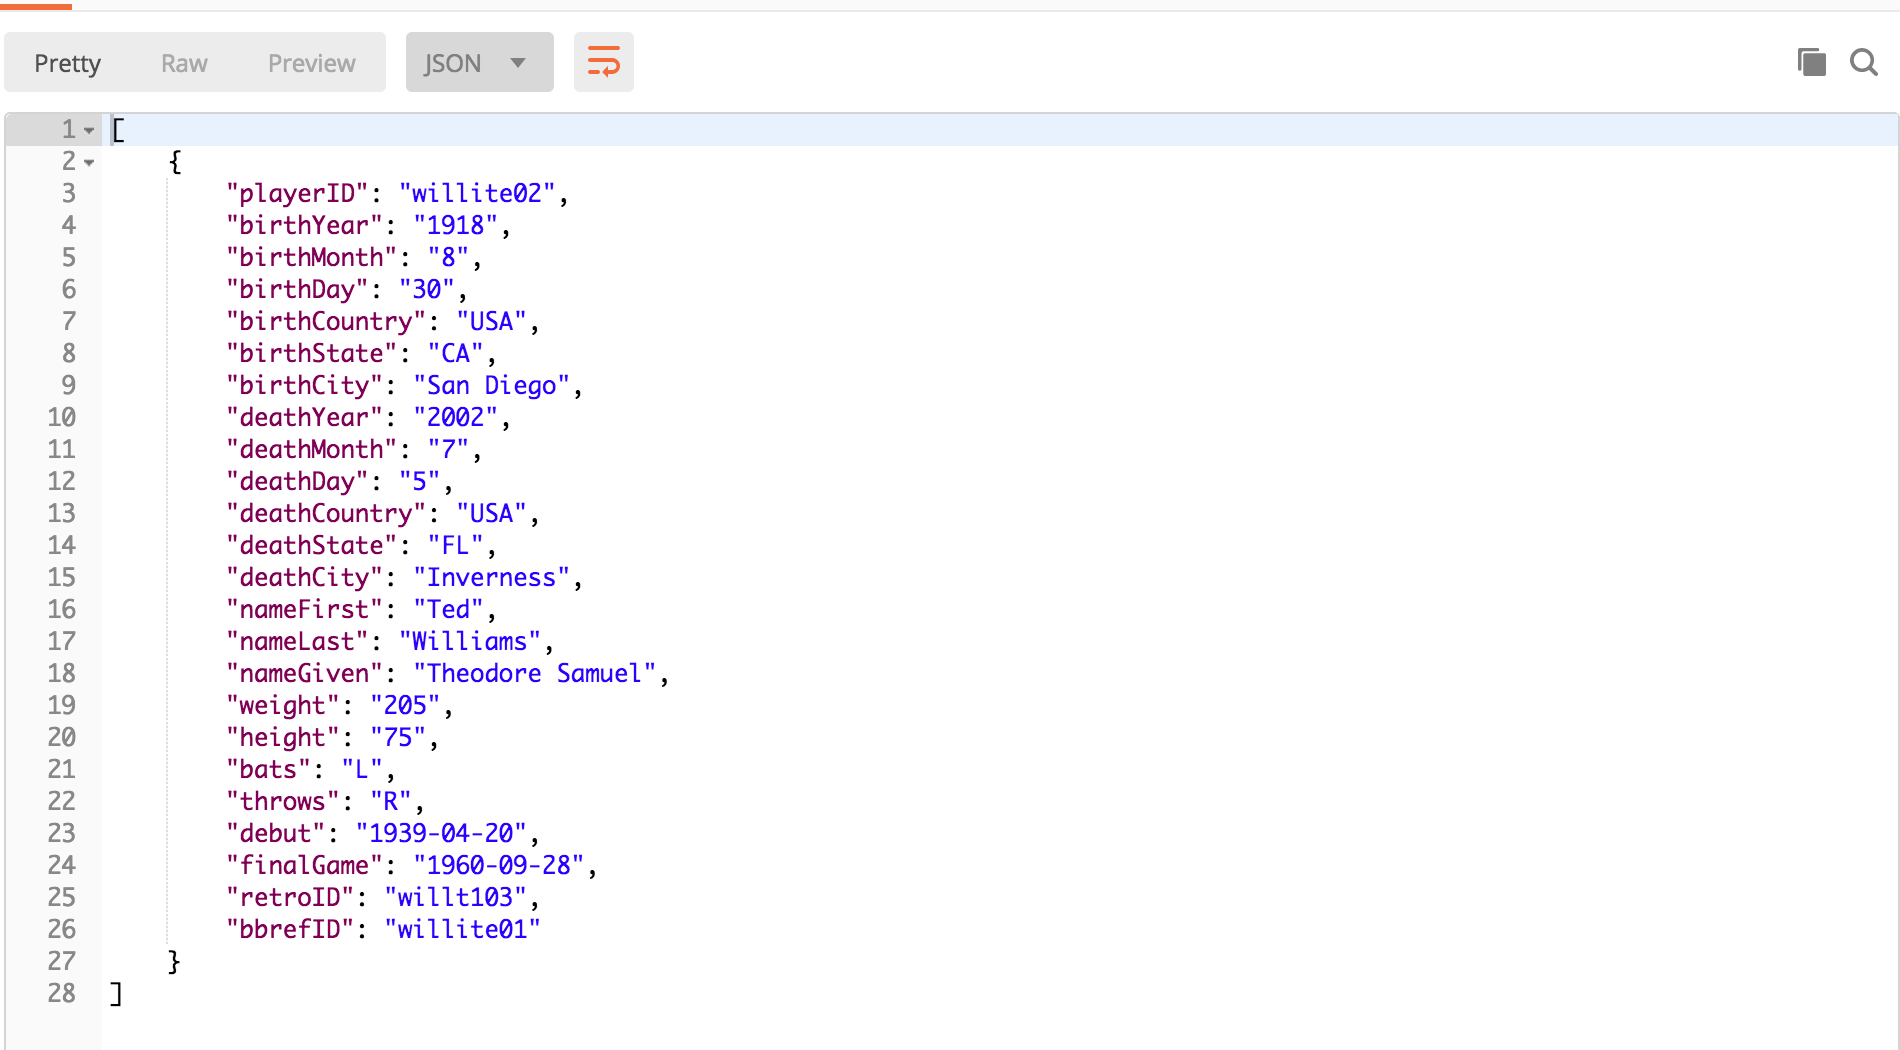 Pretty Raw Preview JSON
1 [
2 {
3 "playerID": "willite02",
4 "birthYear": "1918",
5 "birthMonth": "8",
6 "birthDay": "30",
7 "birthCountry": "USA",
8 "birthState": "CA",
9 "birthCity": "San Diego",
10 "deathYear": "2002",
11 "deathMonth": "7",
12 "deathDay": "5",
13 "deathCountry": "USA",
14 "deathState": "FL",
15 "deathCity": "Inverness",
16 "nameFirst": "Ted",
17 "nameLast": "Williams",
18 "nameGiven": "Theodore Samuel",
19 "weight": "205",
20 "height": "75",
21 "bats": "L",
22 "throws": "R",
23 "debut": "1939-04-20",
24 "finalGame": "1960-09-28",
25 "retroID": "willt103",
26 "bbrefID": "willite01"
27 }
28 ]